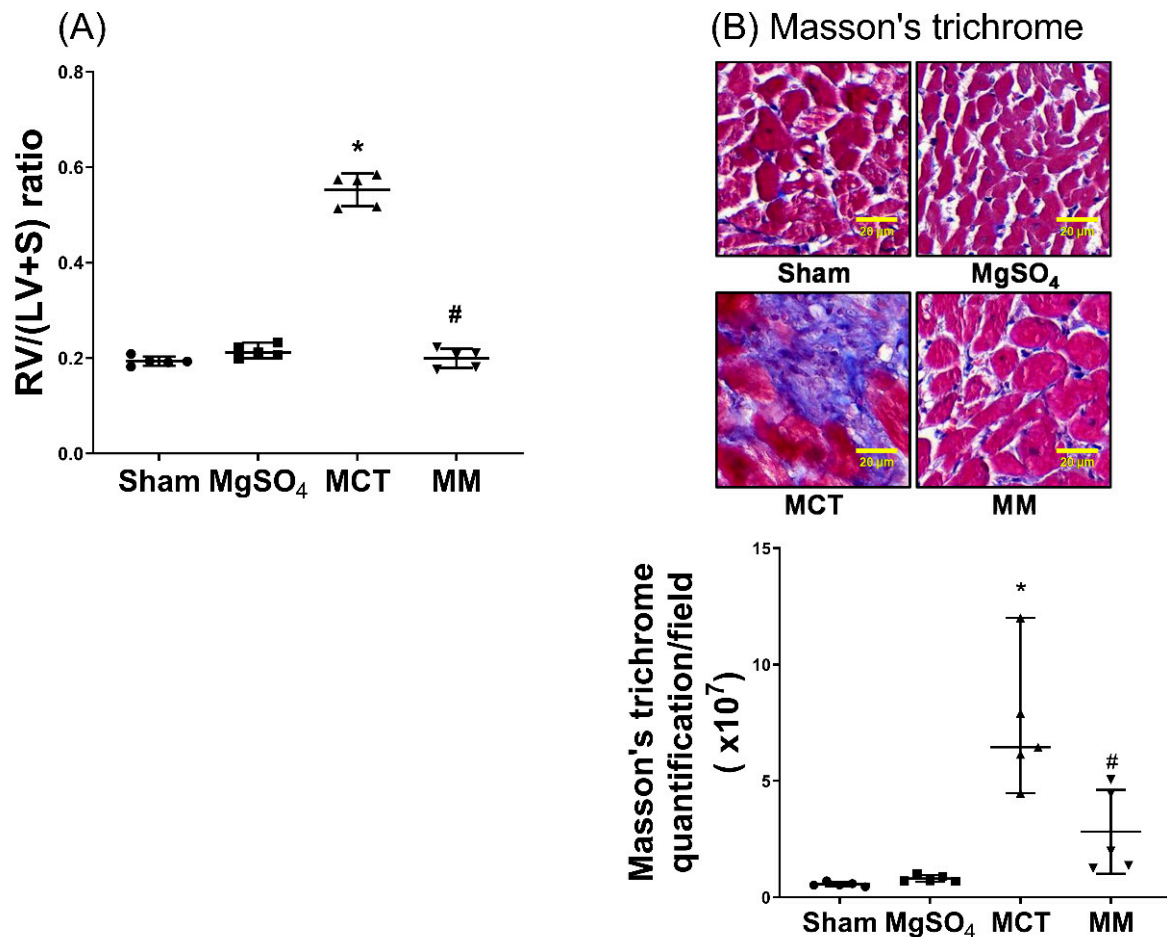 (A)
0.8
0.6
0.4
0.2
0.0
RV/(LV+S) ratio
*
#
Sham MgSO₄ MCT MM
(B) Masson's trichrome
20 µm
20 µm
Sham MgSO₄
20 µm
20 µm
MCT MM
Masson's trichrome
quantification/field
( x10⁷)
15
10
5
0
*
#
Sham MgSO₄ MCT MM